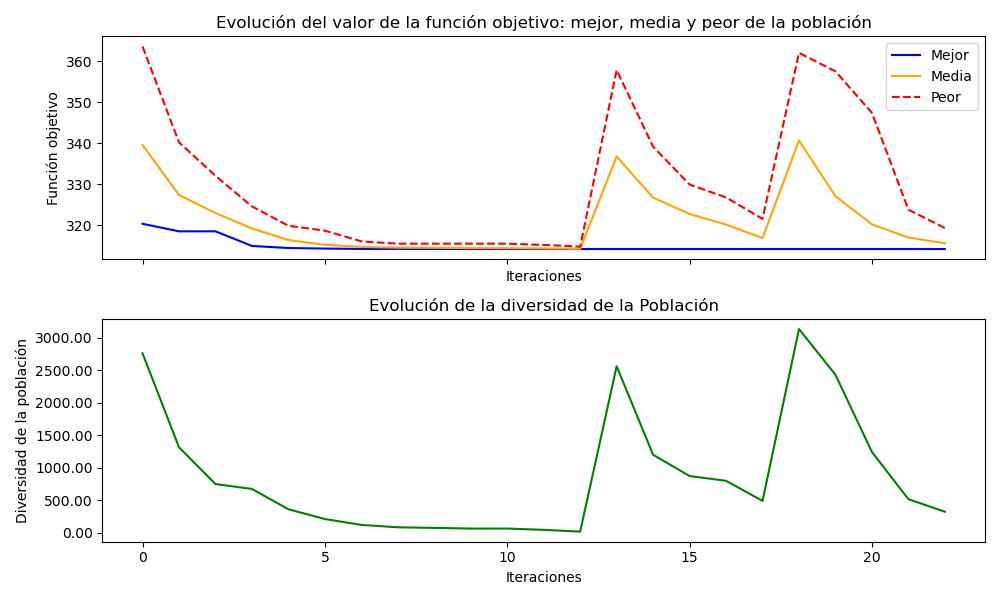 Evolución del valor de la función objetivo: mejor, media y peor de la población
Función objetivo
360
350
340
330
320
Mejor
Media
Peor
Iteraciones
Evolución de la diversidad de la Población
Diversidad de la población
3000.00
2500.00
2000.00
1500.00
1000.00
500.00
0.00
0
5
10
15
20
Iteraciones